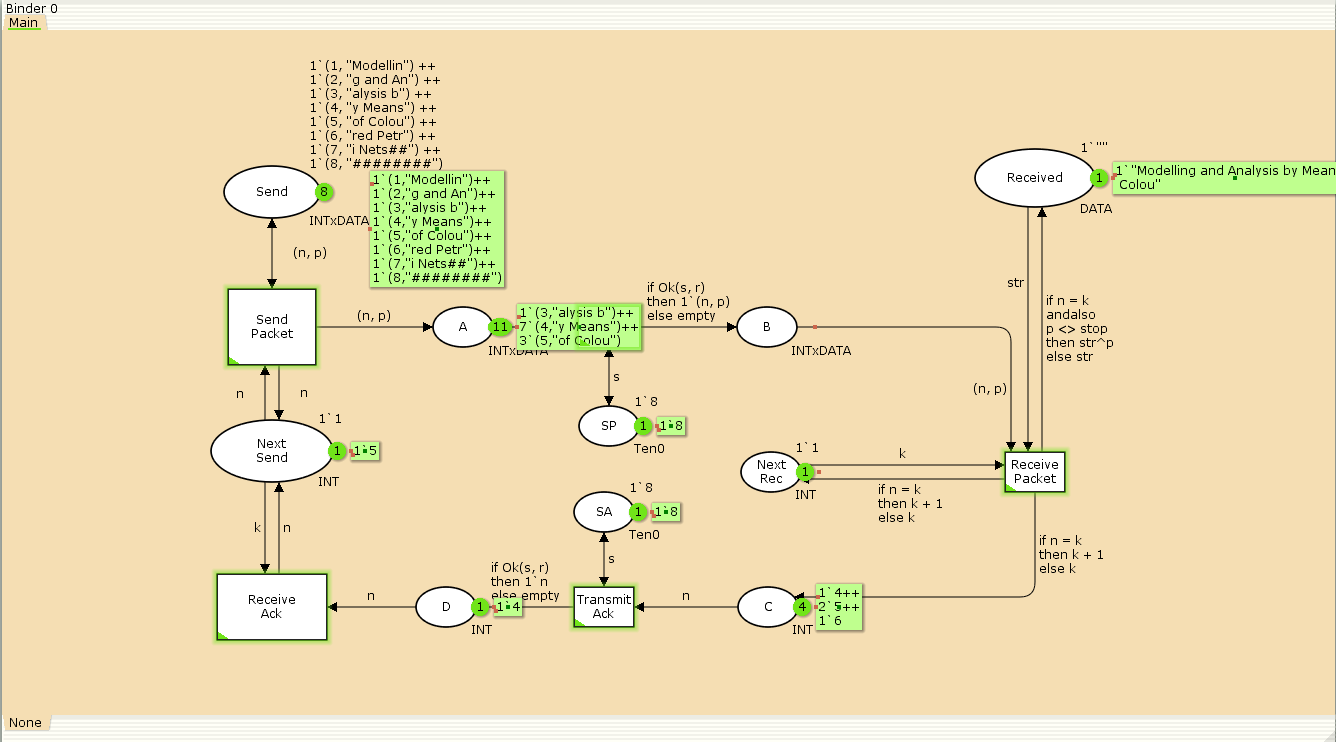 Binder 0
Main
1`(1, "Modellin") ++
1`(2, "g and An") ++
1`(3, "alysis b") ++
1`(4, "y Means") ++
1`(5, "of Colou") ++
1`(6, "red Petr") ++
1`(7, "i Nets##") ++
1`(8, "########")
Send
8
INTxDATA
1`(1,"Modellin")++
1`(2,"g and An")++
1`(3,"alysis b")++
1`(4,"y Means")++
1`(5,"of Colou")++
1`(6,"red Petr")++
1`(7,"i Nets##")++
1`(8,"########")
1`""
Received
1
1`"Modelling and Analysis by Mean
Colou"
DATA
(n, p)
Send
Packet
(n, p)
A
11
INTxDATA
1`(3,"alysis b")++
7`(4,"y Means")++
3`(5,"of Colou")
if Ok(s, r)
then 1`(n, p)
else empty
B
INTxDATA
str
if n = k
andalso
p <> stop
then str^p
else str
(n, p)
n
n
s
1`8
SP
1
1`8
Ten0
1`1
Next
Send
1
1`5
INT
1`1
Next
Rec
1
INT
k
if n = k
then k + 1
else k
Receive
Packet
1`8
SA
1
1`8
Ten0
k
n
s
if n = k
then k + 1
else k
if Ok(s, r)
then 1`n
else empty
Receive
Ack
n
D
1
1`4
INT
Transmit
Ack
n
C
4
INT
1`4++
2`5++
1`6
None